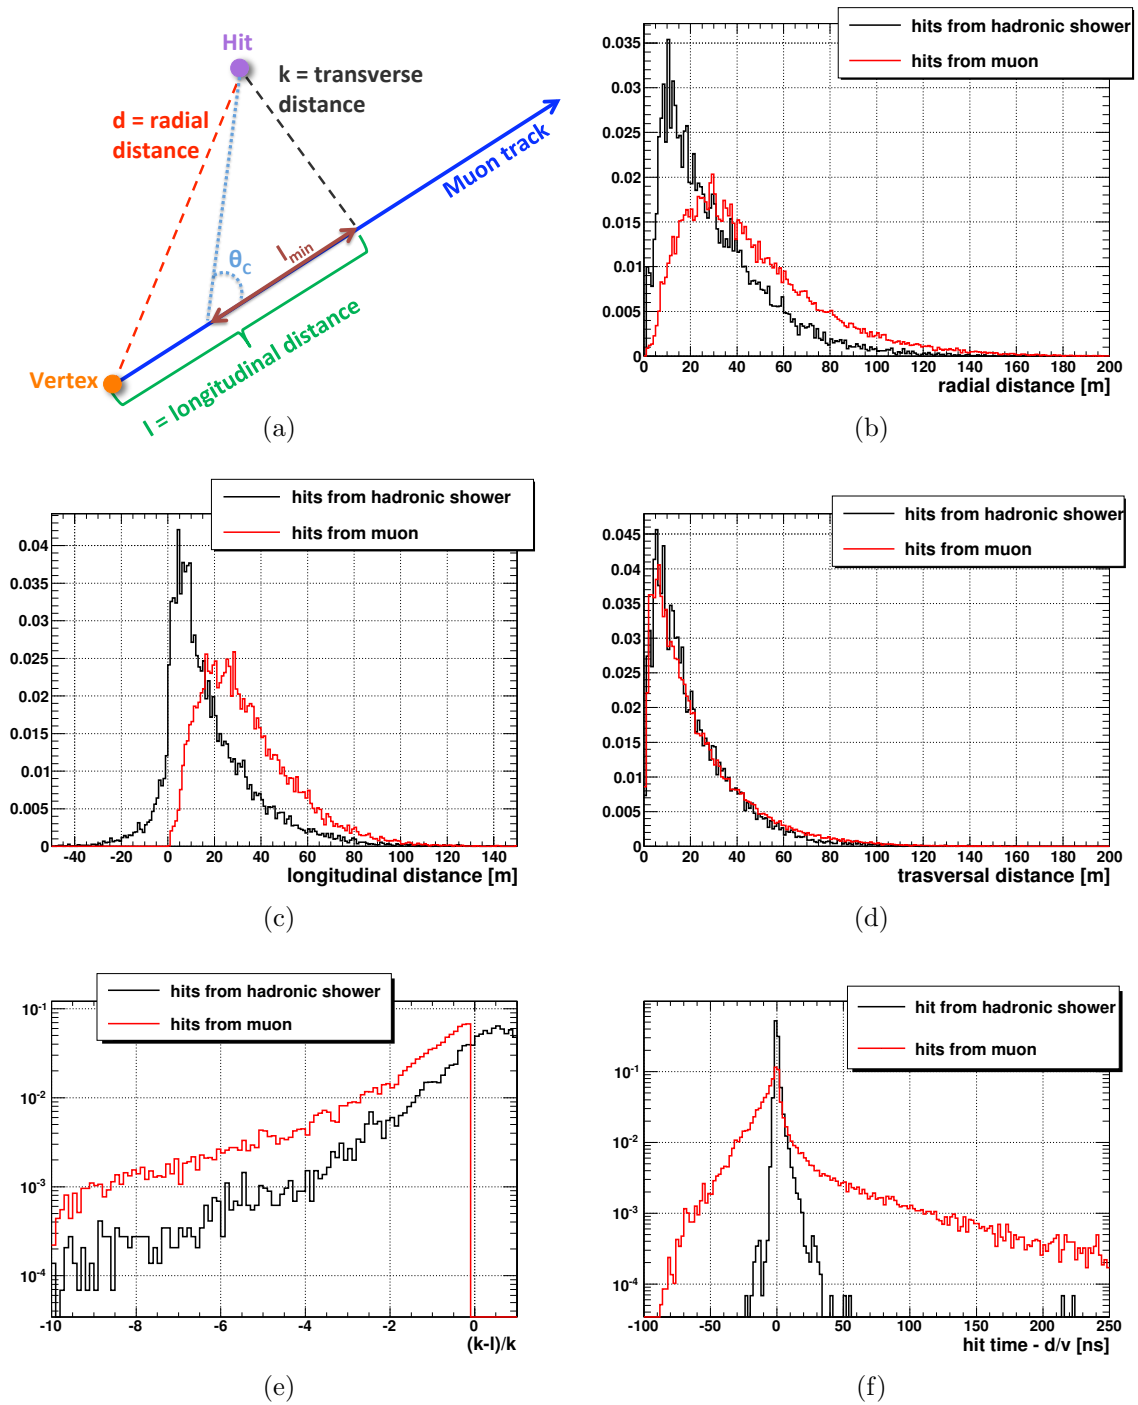 Hit
k = transverse
distance
d = radial
distance
Muon track
θc
lmin
l = longitudinal distance
Vertex
(a)
hits from hadronic shower
hits from muon
0.035
0.03
0.025
0.02
0.015
0.01
0.005
0
0 20 40 60 80 100 120 140 160 180 200
radial distance [m]
(b)
hits from hadronic shower
hits from muon
0.04
0.035
0.03
0.025
0.02
0.015
0.01
0.005
0
-40 -20 0 20 40 60 80 100 120 140
longitudinal distance [m]
(c)
hits from hadronic shower
hits from muon
0.045
0.04
0.035
0.03
0.025
0.02
0.015
0.01
0.005
0
0 20 40 60 80 100 120 140 160 180 200
trasversal distance [m]
(d)
hits from hadronic shower
hits from muon
10-1
10-2
10-3
10-4
-10 -8 -6 -4 -2 0
(k-l)/k
(e)
hit from hadronic shower
hits from muon
10-1
10-2
10-3
10-4
-100 -50 0 50 100 150 200 250
hit time - d/v [ns]
(f)